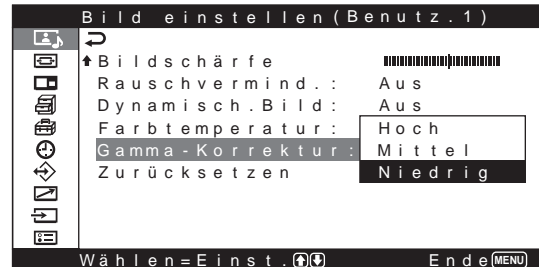 Bild einstellen(Benutz.1)
Bildschärfe
Rauschvermind.: Aus
Dynamisch.Bild: Aus
Farbtemperatur: Hoch
Gamma-Korrektur: Mittel
Zurücksetzen Niedrig
Wählen=Einst. Ende MENU